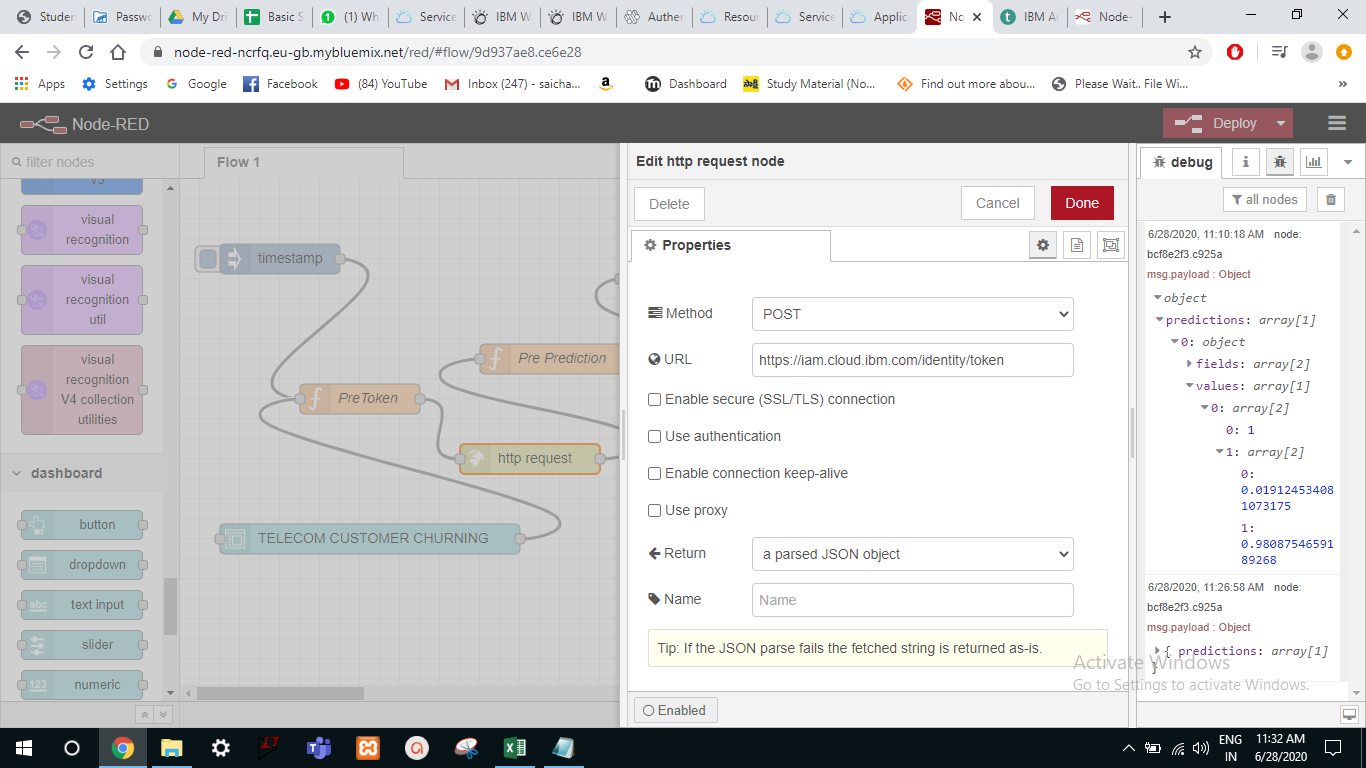 Studen
Passwo
My Dri
Basic S
(1) Wh
Service
IBM W
IBM W
Auther
Resour
Service
Applic
No
IBM Au
Node-
node-red-ncrfq.eu-gb.mybluemix.net/red/#flow/9d937ae8.ce6e28
Apps
Settings
Google
Facebook
(84) YouTube
Inbox (247) - saicha...
Dashboard
Study Material (No...
Find out more abou...
Please Wait.. File Wi...
Node-RED
Deploy
filter nodes
Flow 1
v3
visual
recognition
visual
recognition
util
visual
recognition
V4 collection
utilities
dashboard
button
dropdown
abc text input
slider
123 numeric
timestamp
Pre Prediction
PreToken
http request
TELECOM CUSTOMER CHURNING
Edit http request node
Delete
Cancel
Done
Properties
Method
POST
URL
https://iam.cloud.ibm.com/identity/token
Enable secure (SSL/TLS) connection
Use authentication
Enable connection keep-alive
Use proxy
Return
a parsed JSON object
Name
Name
Tip: If the JSON parse fails the fetched string is returned as-is.
Enabled
debug
all nodes
6/28/2020, 11:10:18 AM node:
bcf8e2f3.c925a
msg.payload : Object
object
predictions: array[1]
0: object
fields: array[2]
values: array[1]
0: array[2]
0: 1
1: array[2]
0:
0.01912453408
1073175
1:
0.98087546591
89268
6/28/2020, 11:26:58 AM node:
bcf8e2f3.c925a
msg.payload : Object
{ predictions: array[1]
}
Activate Windows
Go to Settings to activate Windows.
ENG
IN
11:32 AM
6/28/2020